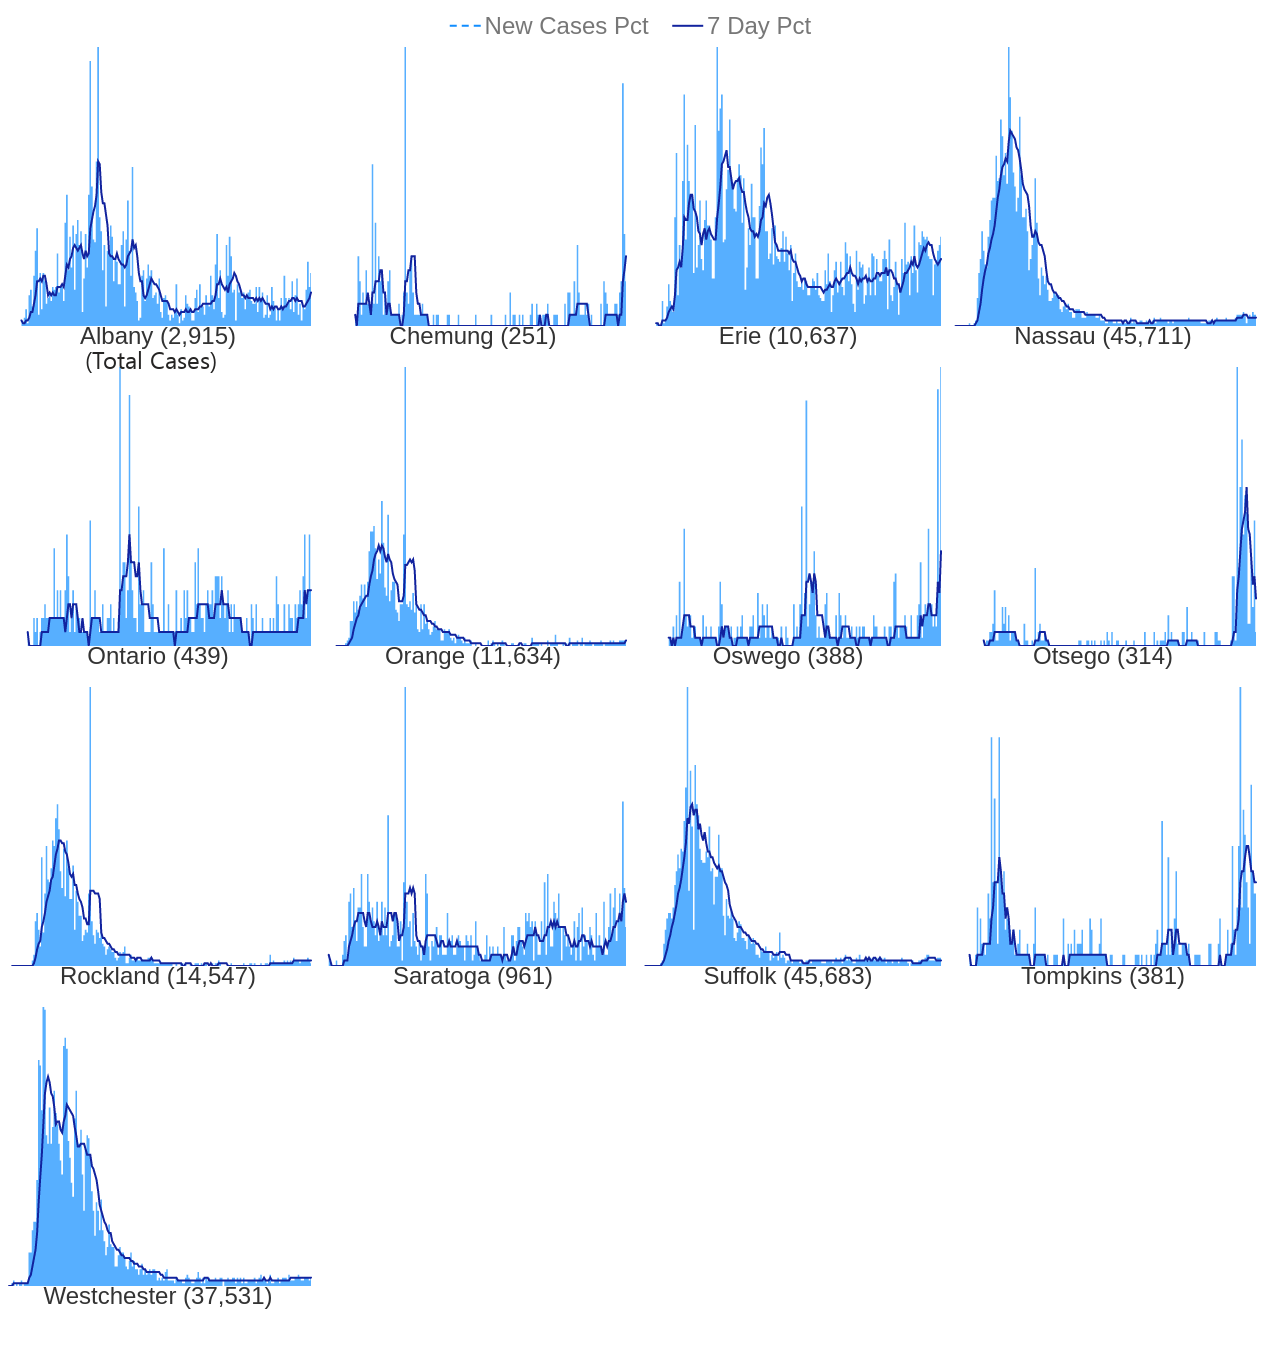 New Cases Pct 7 Day Pct
Albany (2,915) Chemung (251) Erie (10,637) Nassau (45,711)
(Total Cases)
Ontario (439) Orange (11,634) Oswego (388) Otsego (314)
Rockland (14,547) Saratoga (961) Suffolk (45,683) Tompkins (381)
Westchester (37,531)